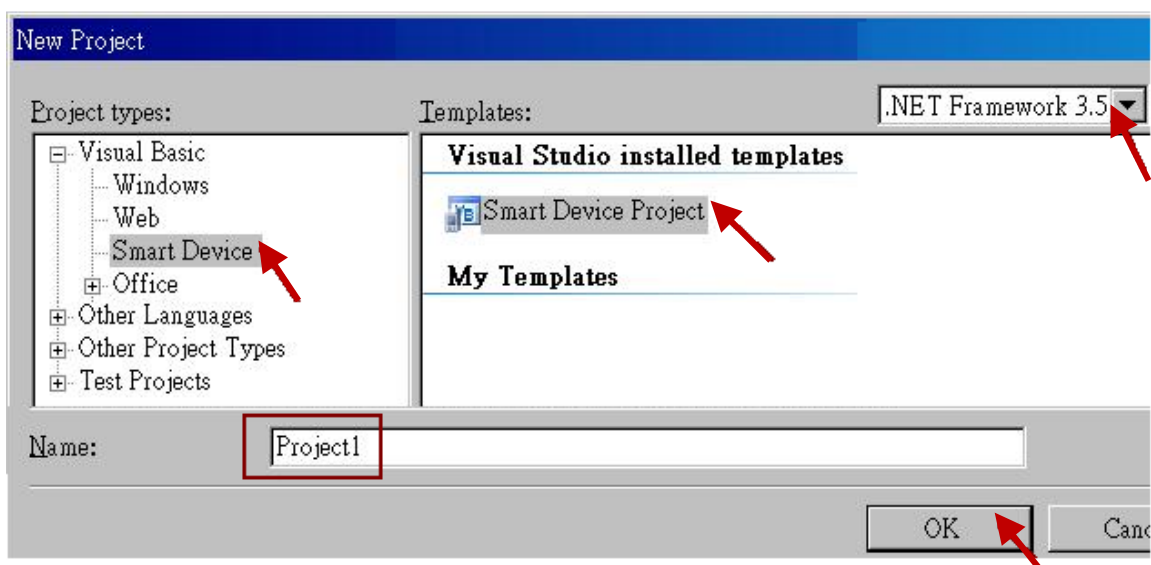 New Project
Project types:
Templates:
.NET Framework 3.5
Visual Basic
Windows
Web
Smart Device
Office
Other Languages
Other Project Types
Test Projects
Visual Studio installed templates
Smart Device Project
My Templates
Name:
Project1
OK
Canc